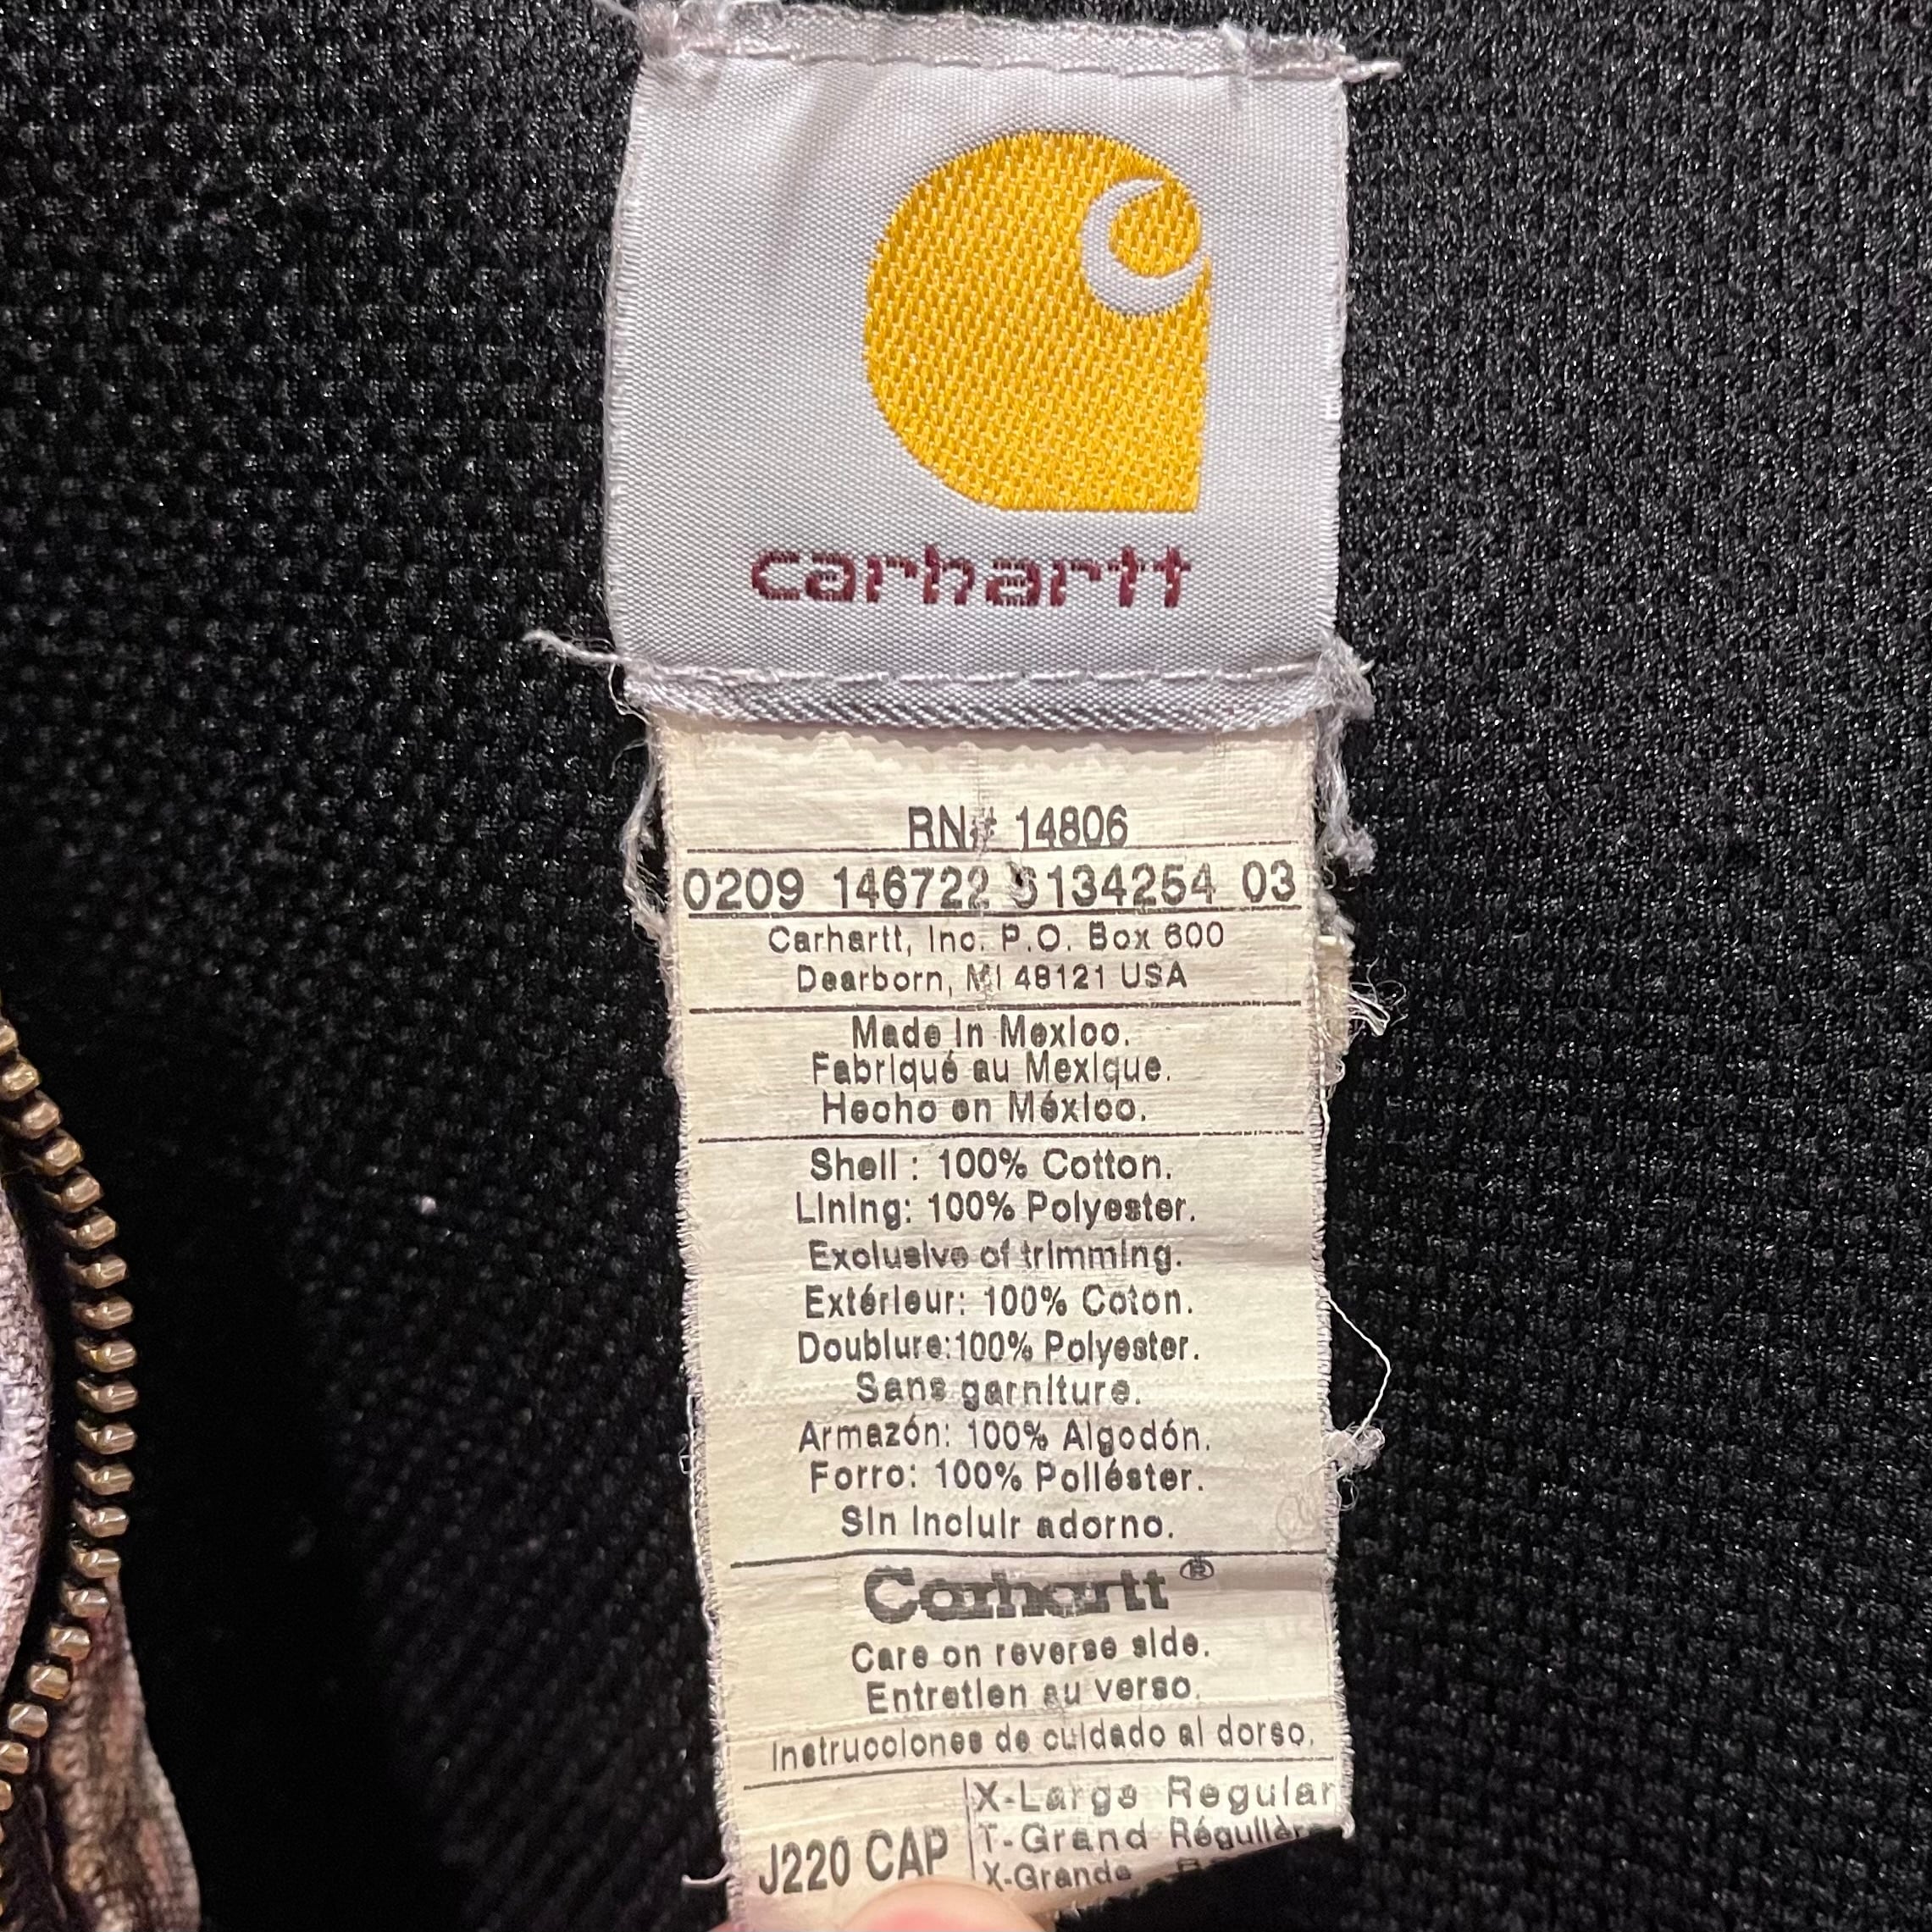 carhartt
RN# 14806
0209 146722 134254 03
Carhartt, Inc. P.O. Box 600
Dearborn, MI 48121 USA
Made In Mexico.
Fabriqué au Mexique.
Hecho en México.
Shell : 100% Cotton.
Lining: 100% Polyester.
Exclusive of trimming.
Extérieur: 100% Coton.
Doublure:100% Polyester.
Sans garniture.
Armazón: 100% Algodón.
Forro: 100% Poliéster.
Sin Incluir adorno.
Carhartt®
Care on reverse side.
Entretien au verso.
Instrucciones de cuidado al dorso.
X-Large Regular
T-Grand Régulière
J220 CAP
X-Grande